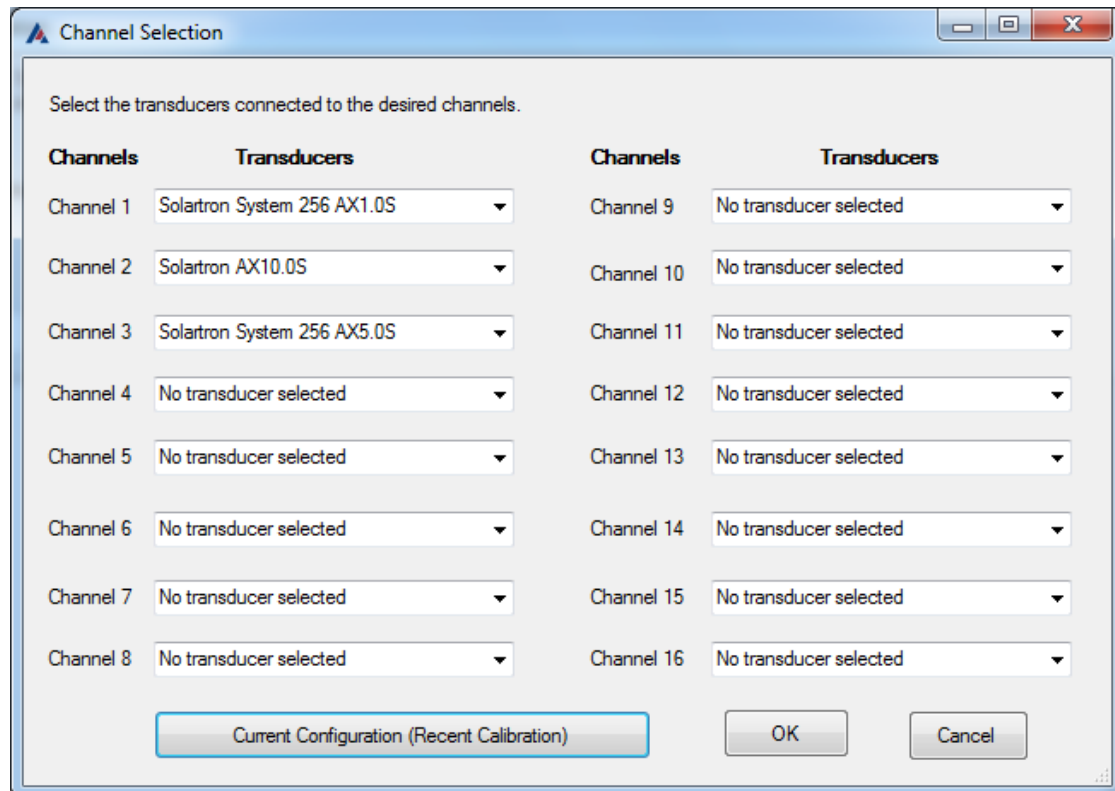 Channel Selection
Select the transducers connected to the desired channels.
Channels Transducers Channels Transducers
Channel 1 Solartron System 256 AX1.0S Channel 9 No transducer selected
Channel 2 Solartron AX10.0S Channel 10 No transducer selected
Channel 3 Solartron System 256 AX5.0S Channel 11 No transducer selected
Channel 4 No transducer selected Channel 12 No transducer selected
Channel 5 No transducer selected Channel 13 No transducer selected
Channel 6 No transducer selected Channel 14 No transducer selected
Channel 7 No transducer selected Channel 15 No transducer selected
Channel 8 No transducer selected Channel 16 No transducer selected
Current Configuration (Recent Calibration) OK Cancel